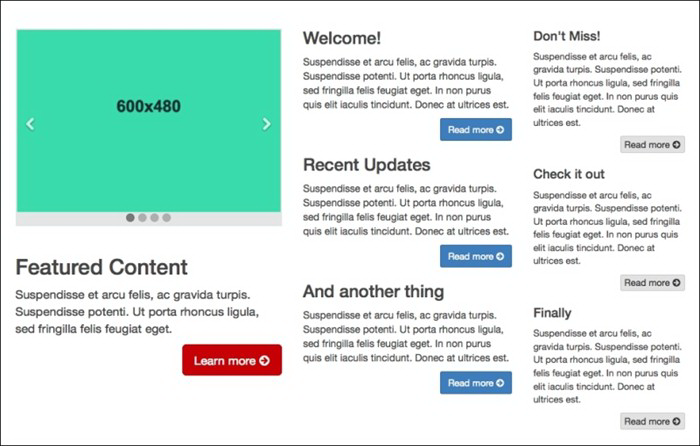 600x480
Featured Content
Suspendisse et arcu felis, ac gravida turpis.
Suspendisse potenti. Ut porta rhoncus ligula,
sed fringilla felis feugiat eget.
Learn more
Welcome!
Suspendisse et arcu felis, ac gravida turpis.
Suspendisse potenti. Ut porta rhoncus ligula,
sed fringilla felis feugiat eget. In non purus
quis elit iaculis tincidunt. Donec at ultrices est.
Read more
Recent Updates
Suspendisse et arcu felis, ac gravida turpis.
Suspendisse potenti. Ut porta rhoncus ligula,
sed fringilla felis feugiat eget. In non purus
quis elit iaculis tincidunt. Donec at ultrices est.
Read more
And another thing
Suspendisse et arcu felis, ac gravida turpis.
Suspendisse potenti. Ut porta rhoncus ligula,
sed fringilla felis feugiat eget. In non purus
quis elit iaculis tincidunt. Donec at ultrices est.
Read more
Don't Miss!
Suspendisse et arcu felis, ac
gravida turpis. Suspendisse potenti.
Ut porta rhoncus ligula, sed fringilla
felis feugiat eget. In non purus quis
elit iaculis tincidunt. Donec at
ultrices est.
Read more
Check it out
Suspendisse et arcu felis, ac
gravida turpis. Suspendisse potenti.
Ut porta rhoncus ligula, sed fringilla
felis feugiat eget. In non purus quis
elit iaculis tincidunt. Donec at
ultrices est.
Read more
Finally
Suspendisse et arcu felis, ac
gravida turpis. Suspendisse potenti.
Ut porta rhoncus ligula, sed fringilla
felis feugiat eget. In non purus quis
elit iaculis tincidunt. Donec at
ultrices est.
Read more